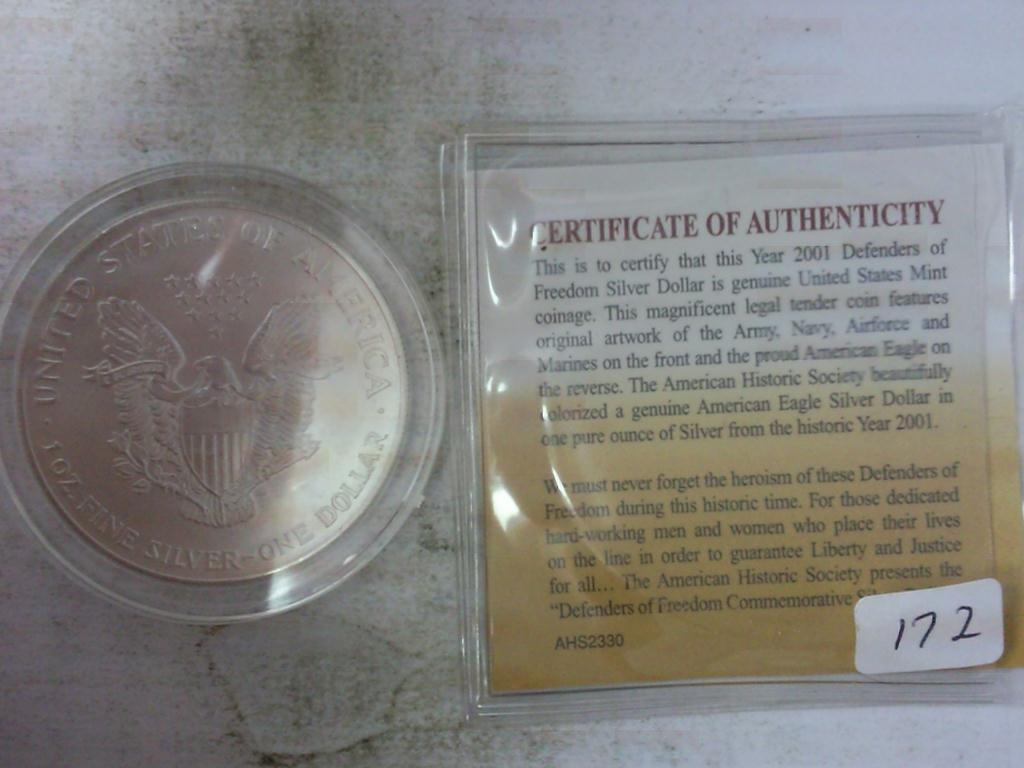 UNITED STATES OF AMERICA
1 OZ. FINE SILVER-ONE DOLLAR
CERTIFICATE OF AUTHENTICITY
This is to certify that this Year 2001 Defenders of
Freedom Silver Dollar is genuine United States Mint
coinage. This magnificent legal tender coin features
original artwork of the Army, Navy, Airforce and
Marines on the front and the proud American Eagle on
the reverse. The American Historic Society beautifully
colorized a genuine American Eagle Silver Dollar in
one pure ounce of Silver from the historic Year 2001.
We must never forget the heroism of these Defenders of
Freedom during this historic time. For those dedicated
hard-working men and women who place their lives
on the line in order to guarantee Liberty and Justice
for all... The American Historic Society presents the
"Defenders of Freedom Commemorative
AHS2330
172